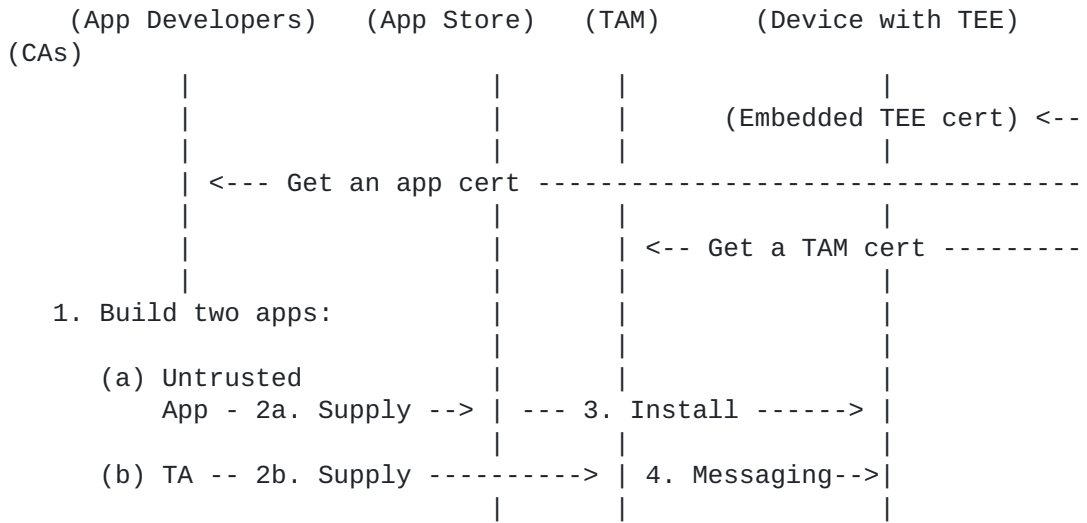 (App Developers)   (App Store)   (TAM)      (Device with TEE)
(CAs)
       |                   |       |                |
       |                   |       |      (Embedded TEE cert) <--
       |                   |       |                |
       | <--- Get an app cert -----------------------------------
       |                   |       |                |
       |                   |       | <-- Get a TAM cert ---------
       |                   |       |                |
1. Build two apps:         |       |                |
                           |       |                |
   (a) Untrusted           |       |                |
       App - 2a. Supply --> | --- 3. Install ------> |
                           |       |                |
   (b) TA -- 2b. Supply ----------> | 4. Messaging-->|
                           |       |                |